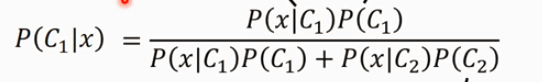 P(C₁|x) = P(x|C₁)P(C₁) / P(x|C₁)P(C₁) + P(x|C₂)P(C₂)